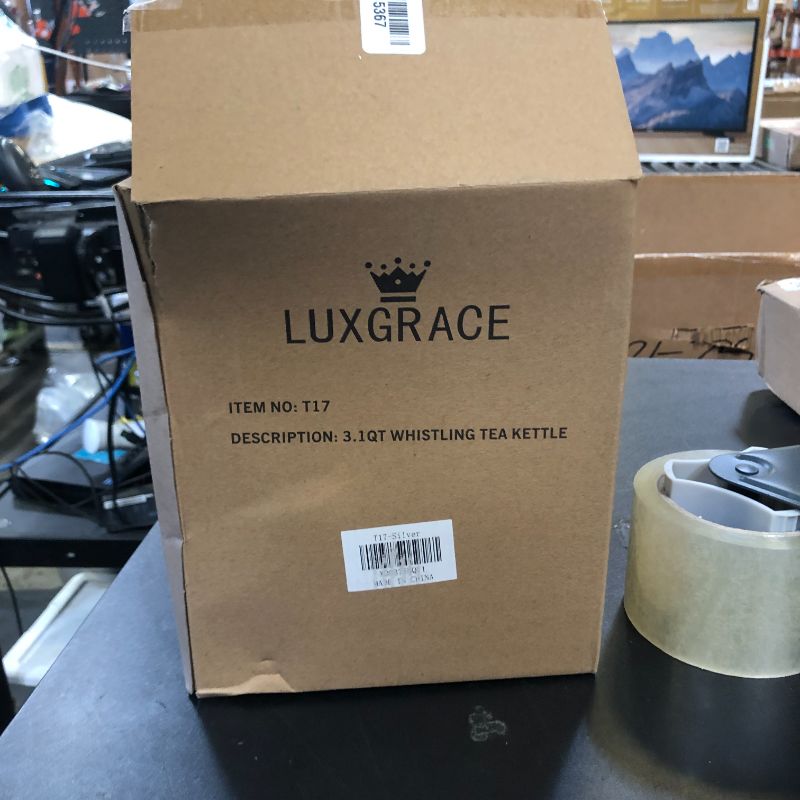 5367
LUXGRACE
ITEM NO: T17
DESCRIPTION: 3.1QT WHISTLING TEA KETTLE
T17-Silver
MADE IN CHINA